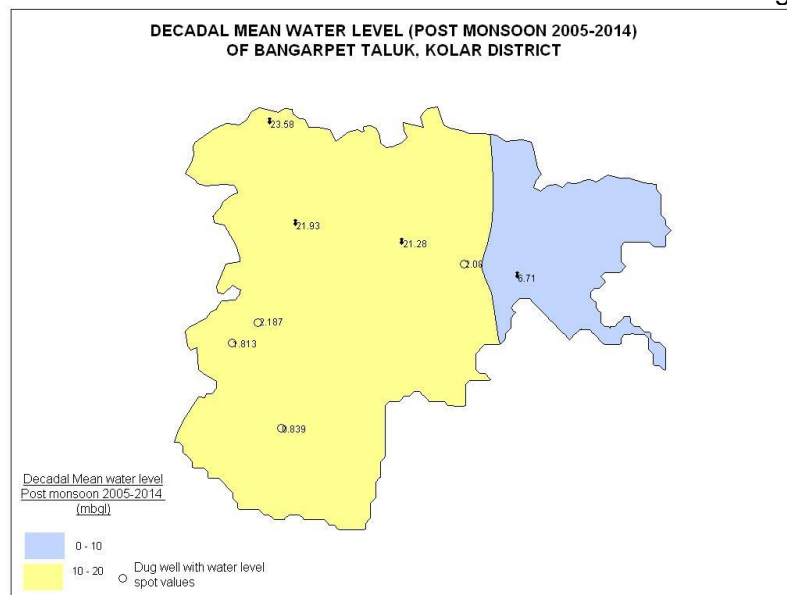 DECADAL MEAN WATER LEVEL (POST MONSOON 2005-2014)
OF BANGARPET TALUK, KOLAR DISTRICT
23.58
21.93
21.28
2.06
6.71
2.187
1.813
0.839
Decadal Mean water level
Post monsoon 2005-2014
(mbgl)
0 - 10
10 - 20
Dug well with water level
spot values